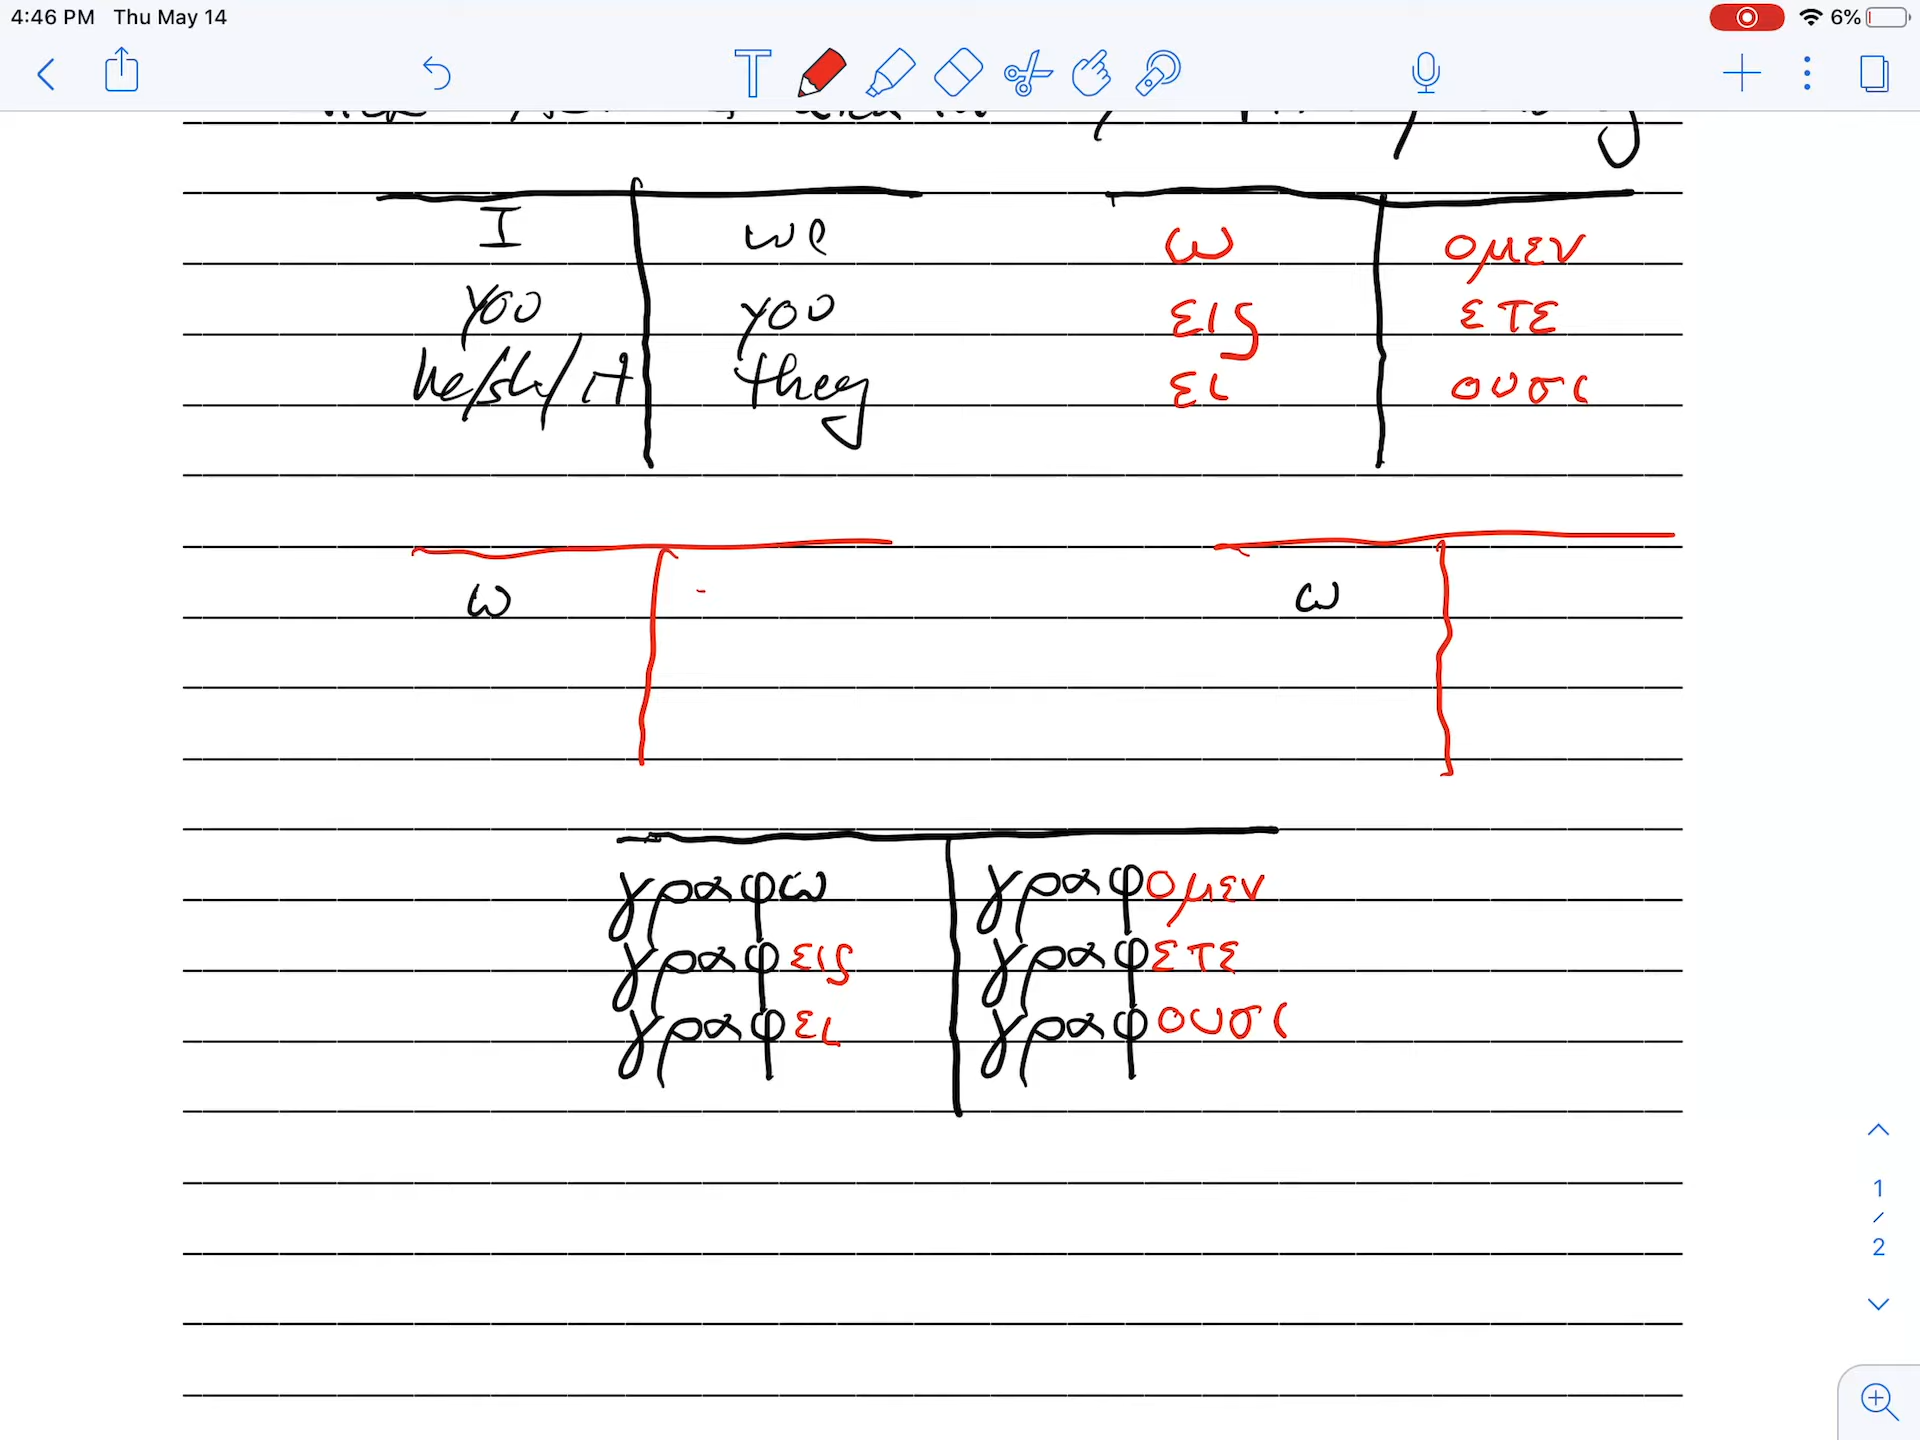 4:46 PM Thu May 14 6%
I we ω ομεν
you you εις ετε
he/she/it they ει ουσι
ω ω
γραφω γραφομεν
γραφεις γραφετε
γραφει γραφουσι
1
/
2